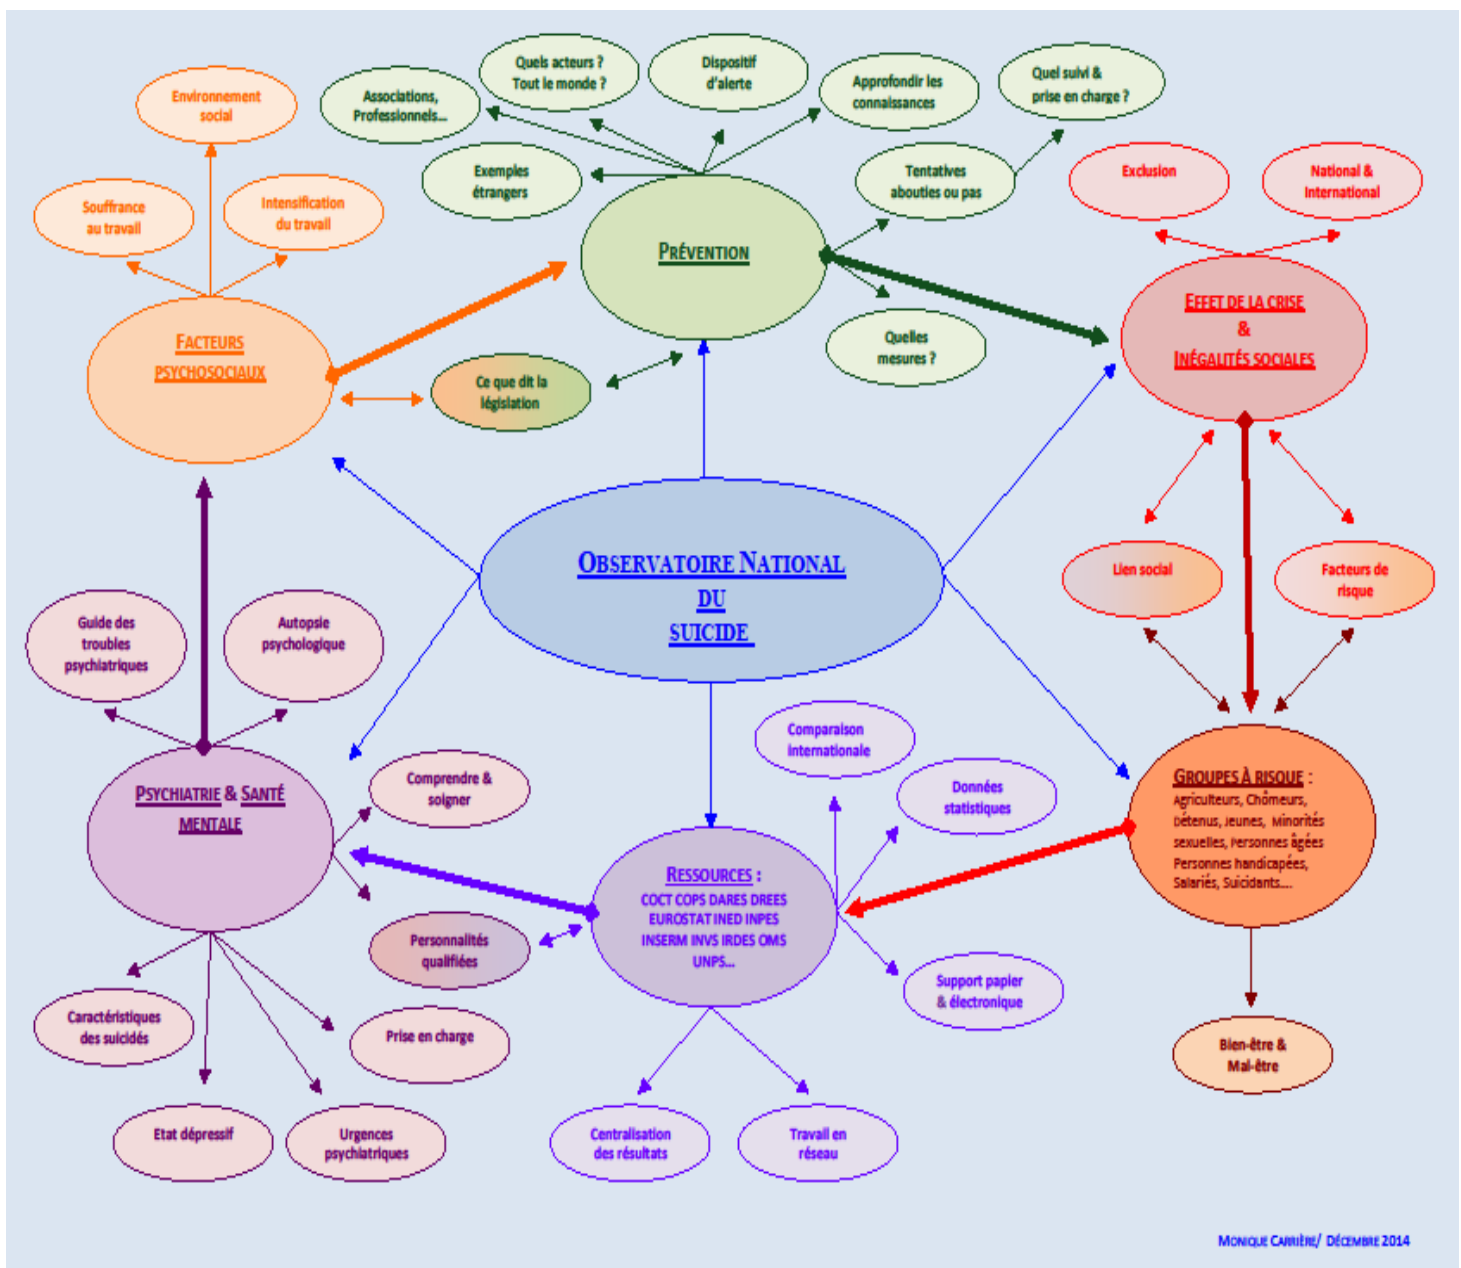 Environnement
social
Souffrance
au travail
Intensification
du travail
FACTEURS
PSYCHOSOCIAUX
Associations,
Professionnels...
Quels acteurs ?
Tout le monde ?
Dispositif
d'alerte
Approfondir les
connaissances
Quel suivi &
prise en charge ?
Exemples
étrangers
Tentatives
abouties ou pas
PRÉVENTION
Quelles
mesures ?
Ce que dit la
législation
Exclusion
National &
International
EFFET DE LA CRISE
&
INÉGALITÉS SOCIALES
Lien social
Facteurs de
risque
OBSERVATOIRE NATIONAL
DU
SUICIDE
Guide des
troubles
psychiatriques
Autopsie
psychologique
PSYCHIATRIE & SANTÉ
MENTALE
Comprendre &
soigner
Personnalités
qualifiées
Caractéristiques
des suicidés
Prise en charge
Etat dépressif
Urgences
psychiatriques
Comparaison
internationale
Données
statistiques
RESSOURCES :
COCT COPS DARES DREES
EUROSTAT INED INPES
INSERM INVS IRDES OMS
UNPS...
Support papier
& électronique
Centralisation
des résultats
Travail en
réseau
GROUPES À RISQUE :
Agriculteurs, Chômeurs,
Détenus, Jeunes, Minorités
sexuelles, Personnes âgées
Personnes handicapées,
Salariés, Suicidants....
Bien-être &
Mal-être
MONIQUE CARRIÈRE/ DÉCEMBRE 2014